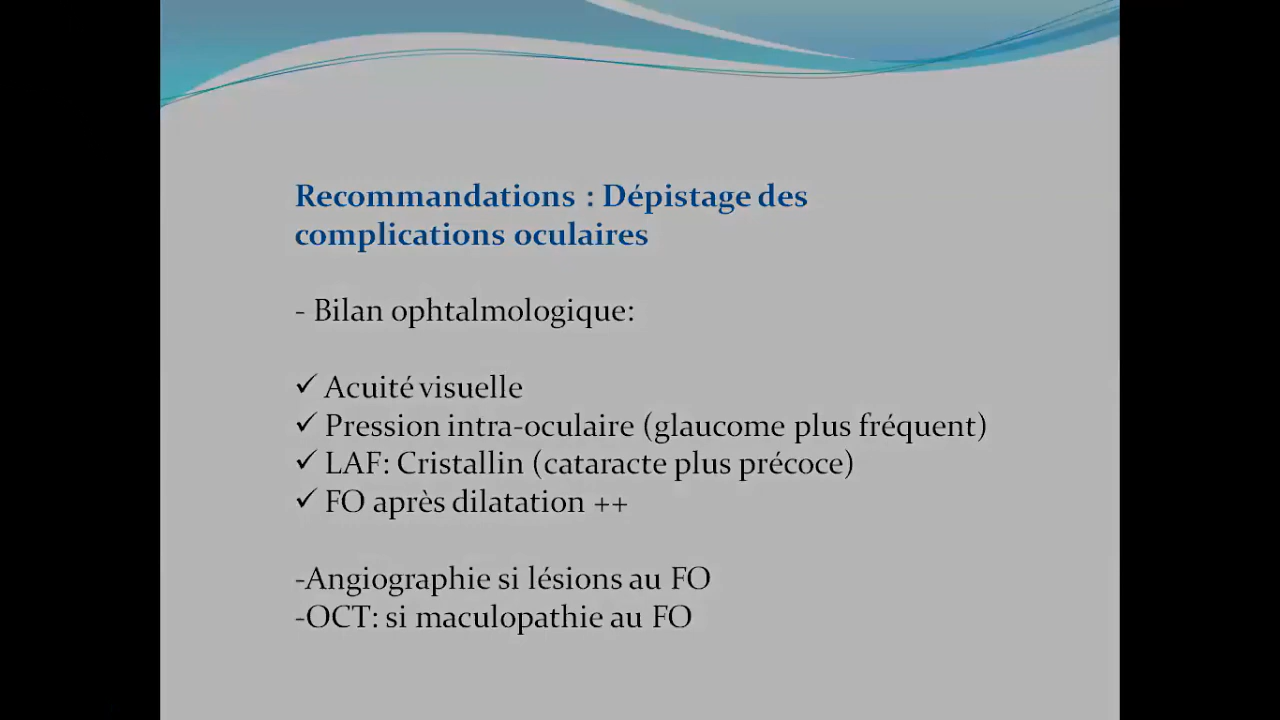 Recommandations : Dépistage des
complications oculaires
- Bilan ophtalmologique:
✓ Acuité visuelle
✓ Pression intra-oculaire (glaucome plus fréquent)
✓ LAF: Cristallin (cataracte plus précoce)
✓ FO après dilatation ++
-Angiographie si lésions au FO
-OCT: si maculopathie au FO